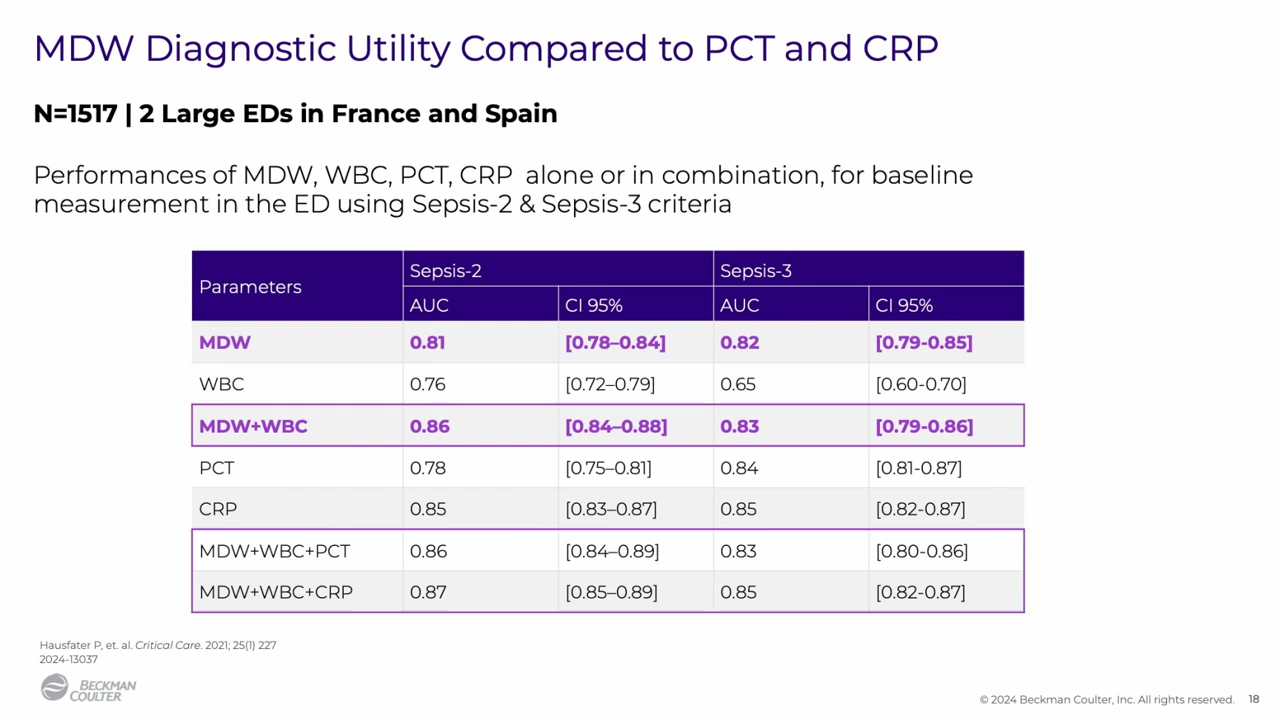 MDW Diagnostic Utility Compared to PCT and CRP
N=1517 | 2 Large EDs in France and Spain
Performances of MDW, WBC, PCT, CRP  alone or in combination, for baseline
measurement in the ED using Sepsis-2 & Sepsis-3 criteria
Parameters Sepsis-2 Sepsis-3
AUC CI 95% AUC CI 95%
MDW 0.81 [0.78–0.84] 0.82 [0.79-0.85]
WBC 0.76 [0.72–0.79] 0.65 [0.60-0.70]
MDW+WBC 0.86 [0.84–0.88] 0.83 [0.79-0.86]
PCT 0.78 [0.75–0.81] 0.84 [0.81-0.87]
CRP 0.85 [0.83–0.87] 0.85 [0.82-0.87]
MDW+WBC+PCT 0.86 [0.84–0.89] 0.83 [0.80-0.86]
MDW+WBC+CRP 0.87 [0.85–0.89] 0.85 [0.82-0.87]
Hausfater P, et. al. Critical Care. 2021; 25(1) 227
2024-13037
BECKMAN
COULTER
© 2024 Beckman Coulter, Inc. All rights reserved. 18